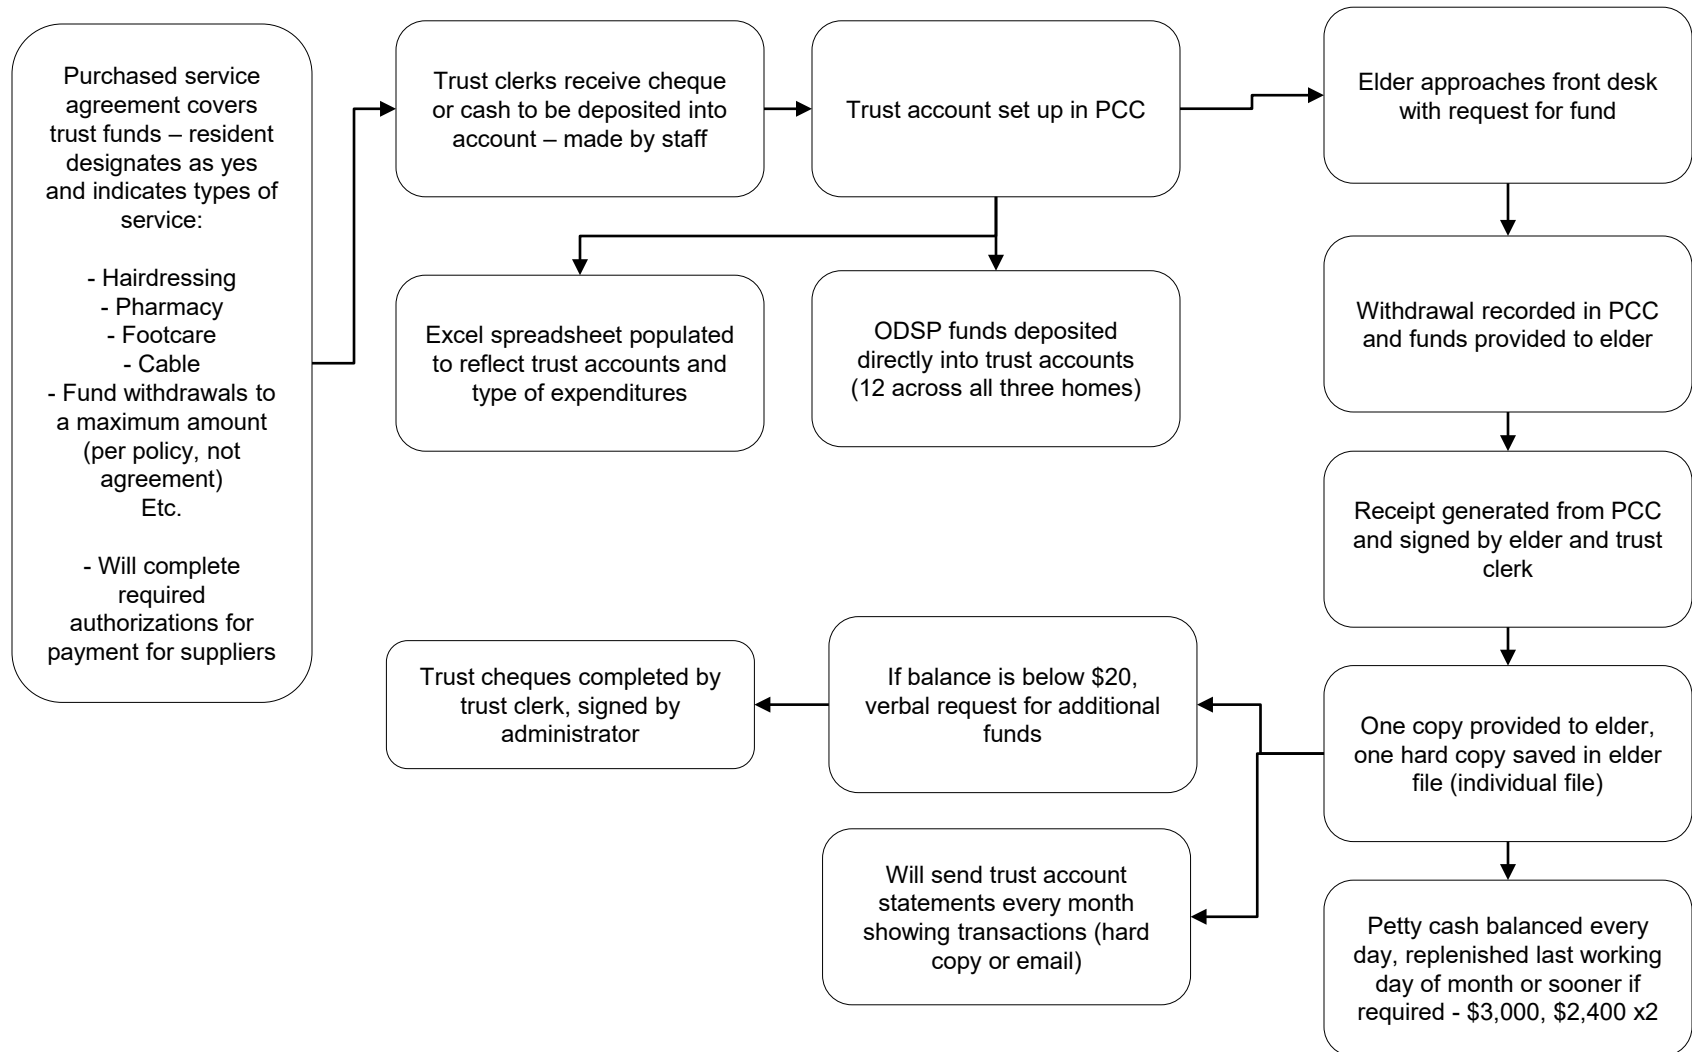 Purchased service
agreement covers
trust funds – resident
designates as yes
and indicates types of
service:
- Hairdressing
- Pharmacy
- Footcare
- Cable
- Fund withdrawals to
a maximum amount
(per policy, not
agreement)
Etc.
- Will complete
required
authorizations for
payment for suppliers
Trust clerks receive cheque
or cash to be deposited into
account – made by staff
Trust account set up in PCC
Elder approaches front desk
with request for fund
Excel spreadsheet populated
to reflect trust accounts and
type of expenditures
ODSP funds deposited
directly into trust accounts
(12 across all three homes)
Withdrawal recorded in PCC
and funds provided to elder
Receipt generated from PCC
and signed by elder and trust
clerk
Trust cheques completed by
trust clerk, signed by
administrator
If balance is below $20,
verbal request for additional
funds
One copy provided to elder,
one hard copy saved in elder
file (individual file)
Will send trust account
statements every month
showing transactions (hard
copy or email)
Petty cash balanced every
day, replenished last working
day of month or sooner if
required - $3,000, $2,400 x2